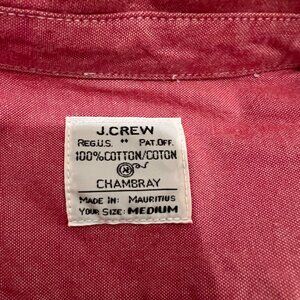 J.CREW
REG.U.S. ** PAT.OFF.
100%COTTON/COTON
CHAMBRAY
MADE IN: MAURITIUS
YOUR SIZE: MEDIUM